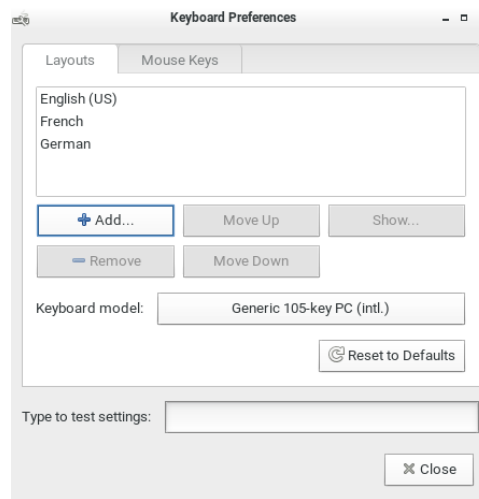 Keyboard Preferences
Layouts Mouse Keys
English (US)
French
German
Add... Move Up Show...
Remove Move Down
Keyboard model: Generic 105-key PC (intl.)
Reset to Defaults
Type to test settings:
Close